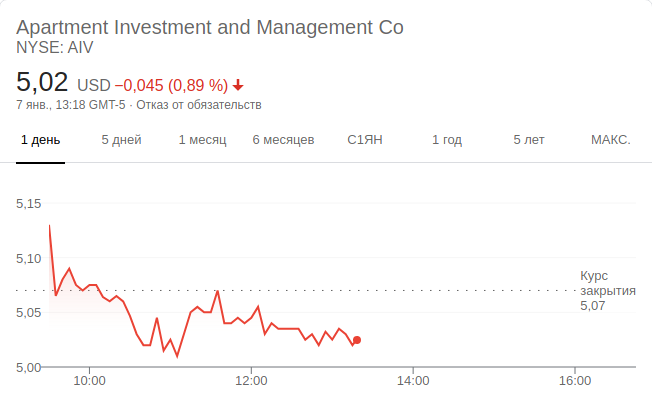 Apartment Investment and Management Co
NYSE: AIV
5,02 USD −0,045 (0,89 %)
7 янв., 13:18 GMT-5 · Отказ от обязательств
1 день 5 дней 1 месяц 6 месяцев С1ЯН 1 год 5 лет МАКС.
5,15
5,10
Курс
закрытия
5,07
5,05
5,00
10:00 12:00 14:00 16:00